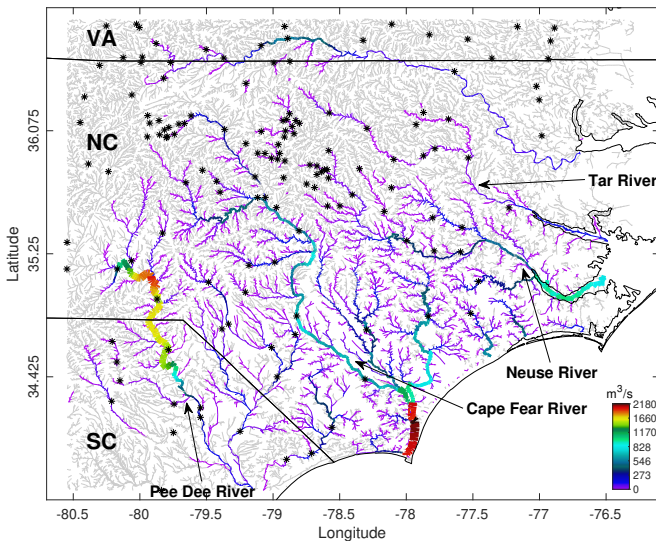 VA
36.075
NC
Tar River
Latitude
35.25
Neuse River
34.425
m³/s
Cape Fear River
2180
1660
1170
828
546
273
0
SC
Pee Dee River
-80.5 -80 -79.5 -79 -78.5 -78 -77.5 -77 -76.5
Longitude